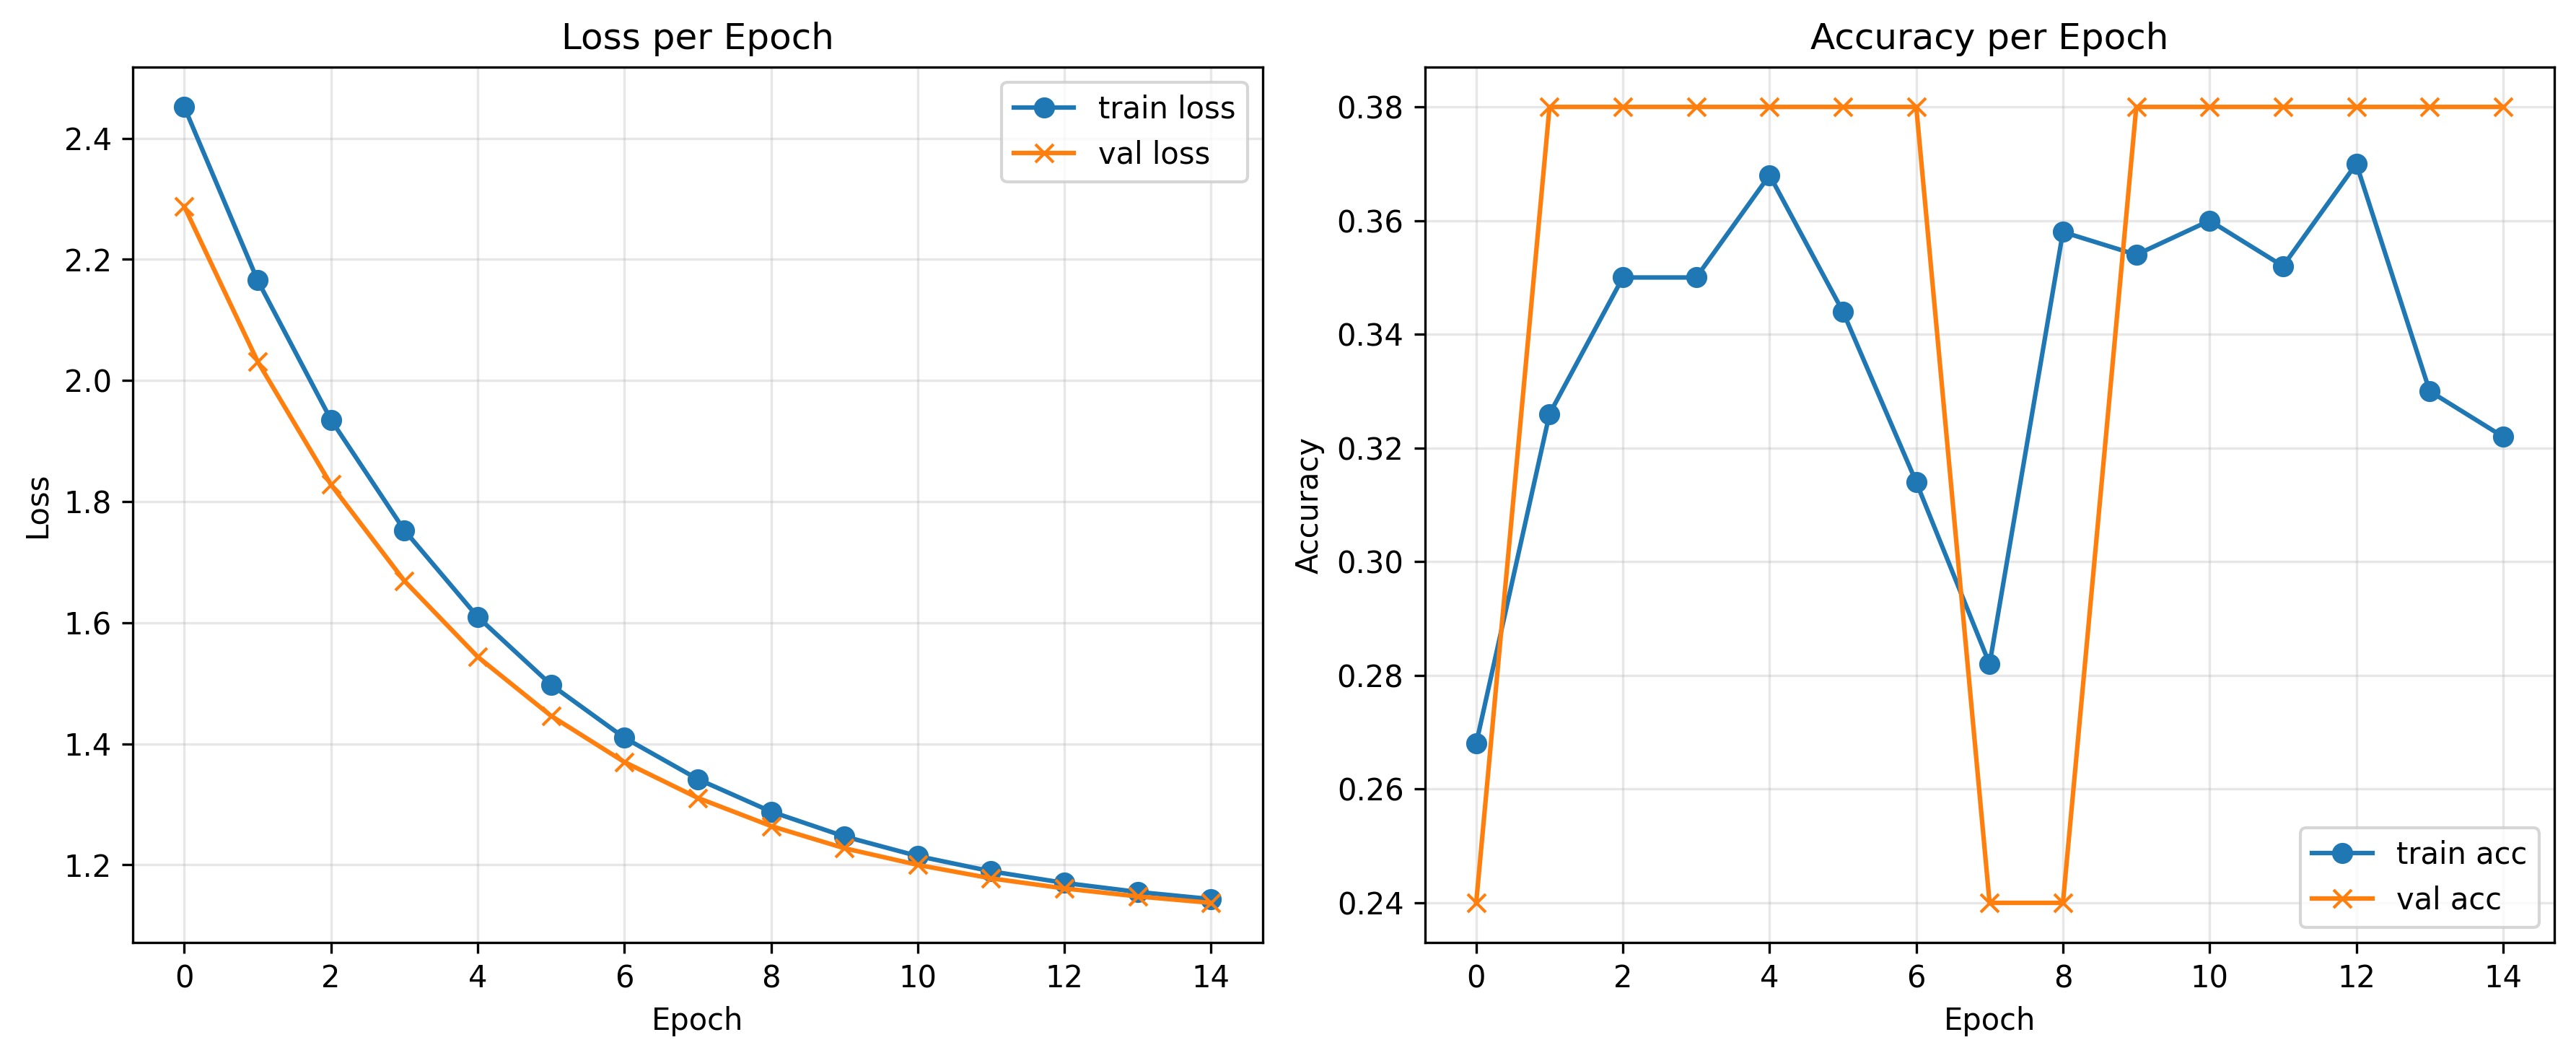 Loss per Epoch
train loss
val loss
2.4
2.2
2.0
1.8
1.6
1.4
1.2
Loss
0 2 4 6 8 10 12 14
Epoch
Accuracy per Epoch
0.38
0.36
0.34
0.32
0.30
0.28
0.26
0.24
Accuracy
train acc
val acc
0 2 4 6 8 10 12 14
Epoch